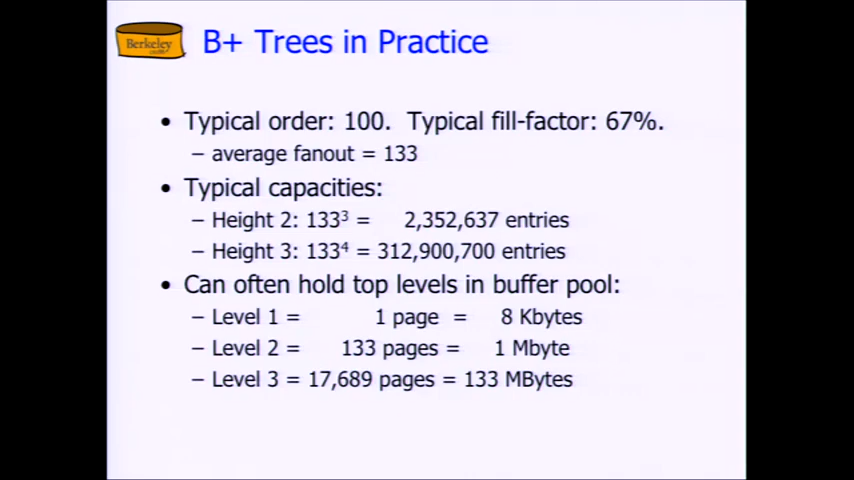 Berkeley
B+ Trees in Practice
• Typical order: 100. Typical fill-factor: 67%.
– average fanout = 133
• Typical capacities:
– Height 2: 133³ = 2,352,637 entries
– Height 3: 133⁴ = 312,900,700 entries
• Can often hold top levels in buffer pool:
– Level 1 = 1 page = 8 Kbytes
– Level 2 = 133 pages = 1 Mbyte
– Level 3 = 17,689 pages = 133 MBytes